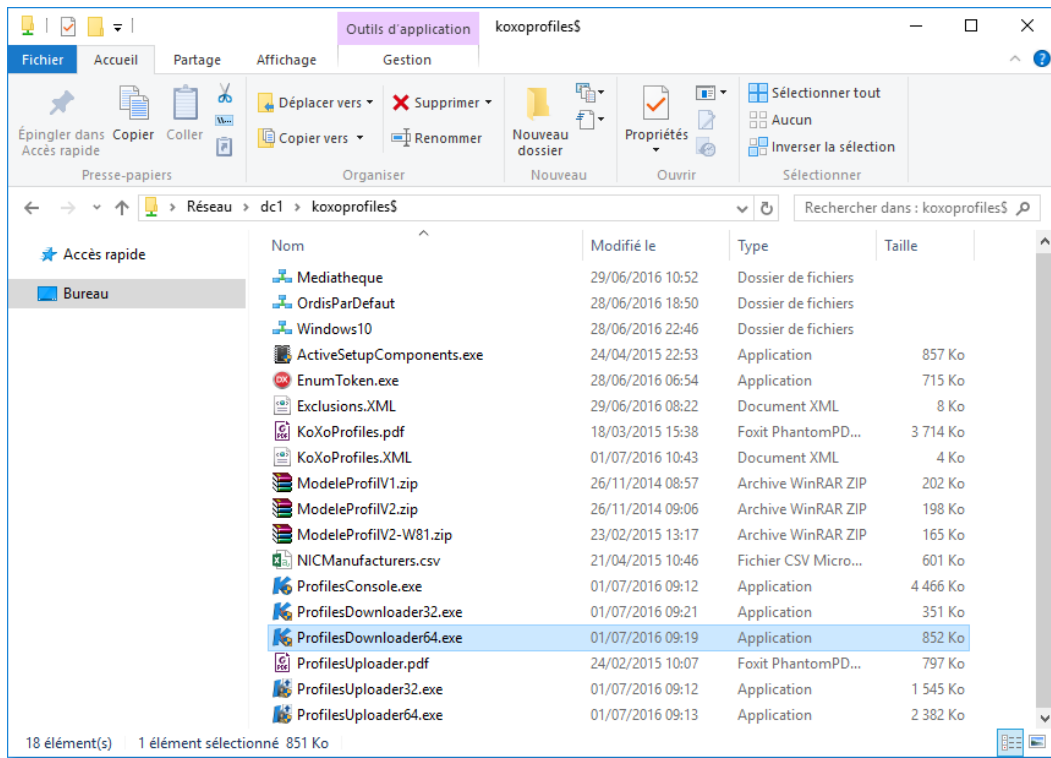 Outils d'application koxoprofiles$
Fichier Accueil Partage Affichage Gestion
Épingler dans Accès rapide
Copier
Coller
Presse-papiers
Déplacer vers
Copier vers
Supprimer
Renommer
Organiser
Nouveau dossier
Nouveau
Propriétés
Ouvrir
Sélectionner tout
Aucun
Inverser la sélection
Sélectionner
Réseau > dc1 > koxoprofiles$ Rechercher dans : koxoprofiles$
Accès rapide
Bureau
Nom Modifié le Type Taille
Mediatheque 29/06/2016 10:52 Dossier de fichiers
OrdisParDefaut 28/06/2016 18:50 Dossier de fichiers
Windows10 28/06/2016 22:46 Dossier de fichiers
ActiveSetupComponents.exe 24/04/2015 22:53 Application 857 Ko
EnumToken.exe 28/06/2016 06:54 Application 715 Ko
Exclusions.XML 29/06/2016 08:22 Document XML 8 Ko
KoXoProfiles.pdf 18/03/2015 15:38 Foxit PhantomPD... 3 714 Ko
KoXoProfiles.XML 01/07/2016 10:43 Document XML 4 Ko
ModeleProfilV1.zip 26/11/2014 08:57 Archive WinRAR ZIP 202 Ko
ModeleProfilV2.zip 26/11/2014 09:06 Archive WinRAR ZIP 198 Ko
ModeleProfilV2-W81.zip 23/02/2015 13:17 Archive WinRAR ZIP 165 Ko
NICManufacturers.csv 21/04/2015 10:46 Fichier CSV Micro... 601 Ko
ProfilesConsole.exe 01/07/2016 09:12 Application 4 466 Ko
ProfilesDownloader32.exe 01/07/2016 09:21 Application 351 Ko
ProfilesDownloader64.exe 01/07/2016 09:19 Application 852 Ko
ProfilesUploader.pdf 24/02/2015 10:07 Foxit PhantomPD... 797 Ko
ProfilesUploader32.exe 01/07/2016 09:12 Application 1 545 Ko
ProfilesUploader64.exe 01/07/2016 09:13 Application 2 382 Ko
18 élément(s) 1 élément sélectionné 851 Ko